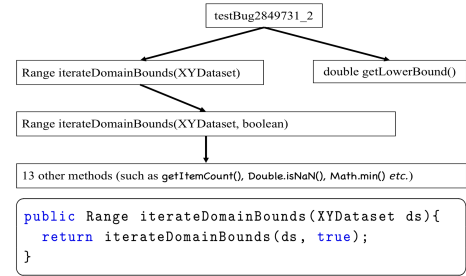 testBug2849731_2
Range iterateDomainBounds(XYDataset)
double getLowerBound()
Range iterateDomainBounds(XYDataset, boolean)
13 other methods (such as getItemCount(), Double.isNaN(), Math.min() etc.)
public Range iterateDomainBounds(XYDataset ds){
return iterateDomainBounds(ds, true);
}